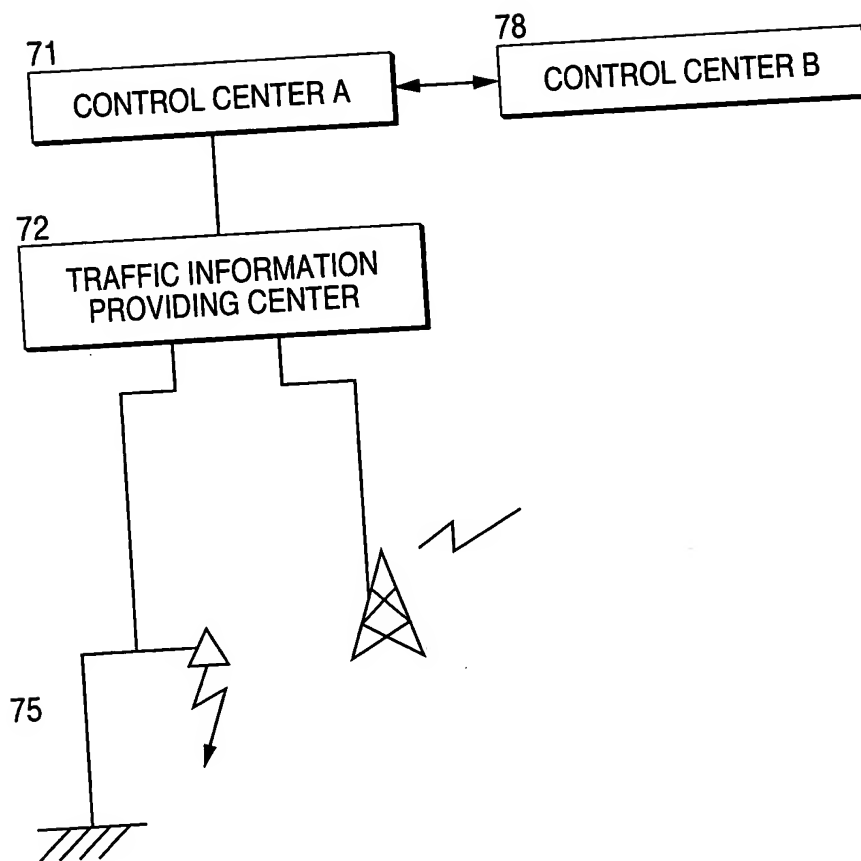 71
CONTROL CENTER A
78
CONTROL CENTER B
72
TRAFFIC INFORMATION
PROVIDING CENTER
75